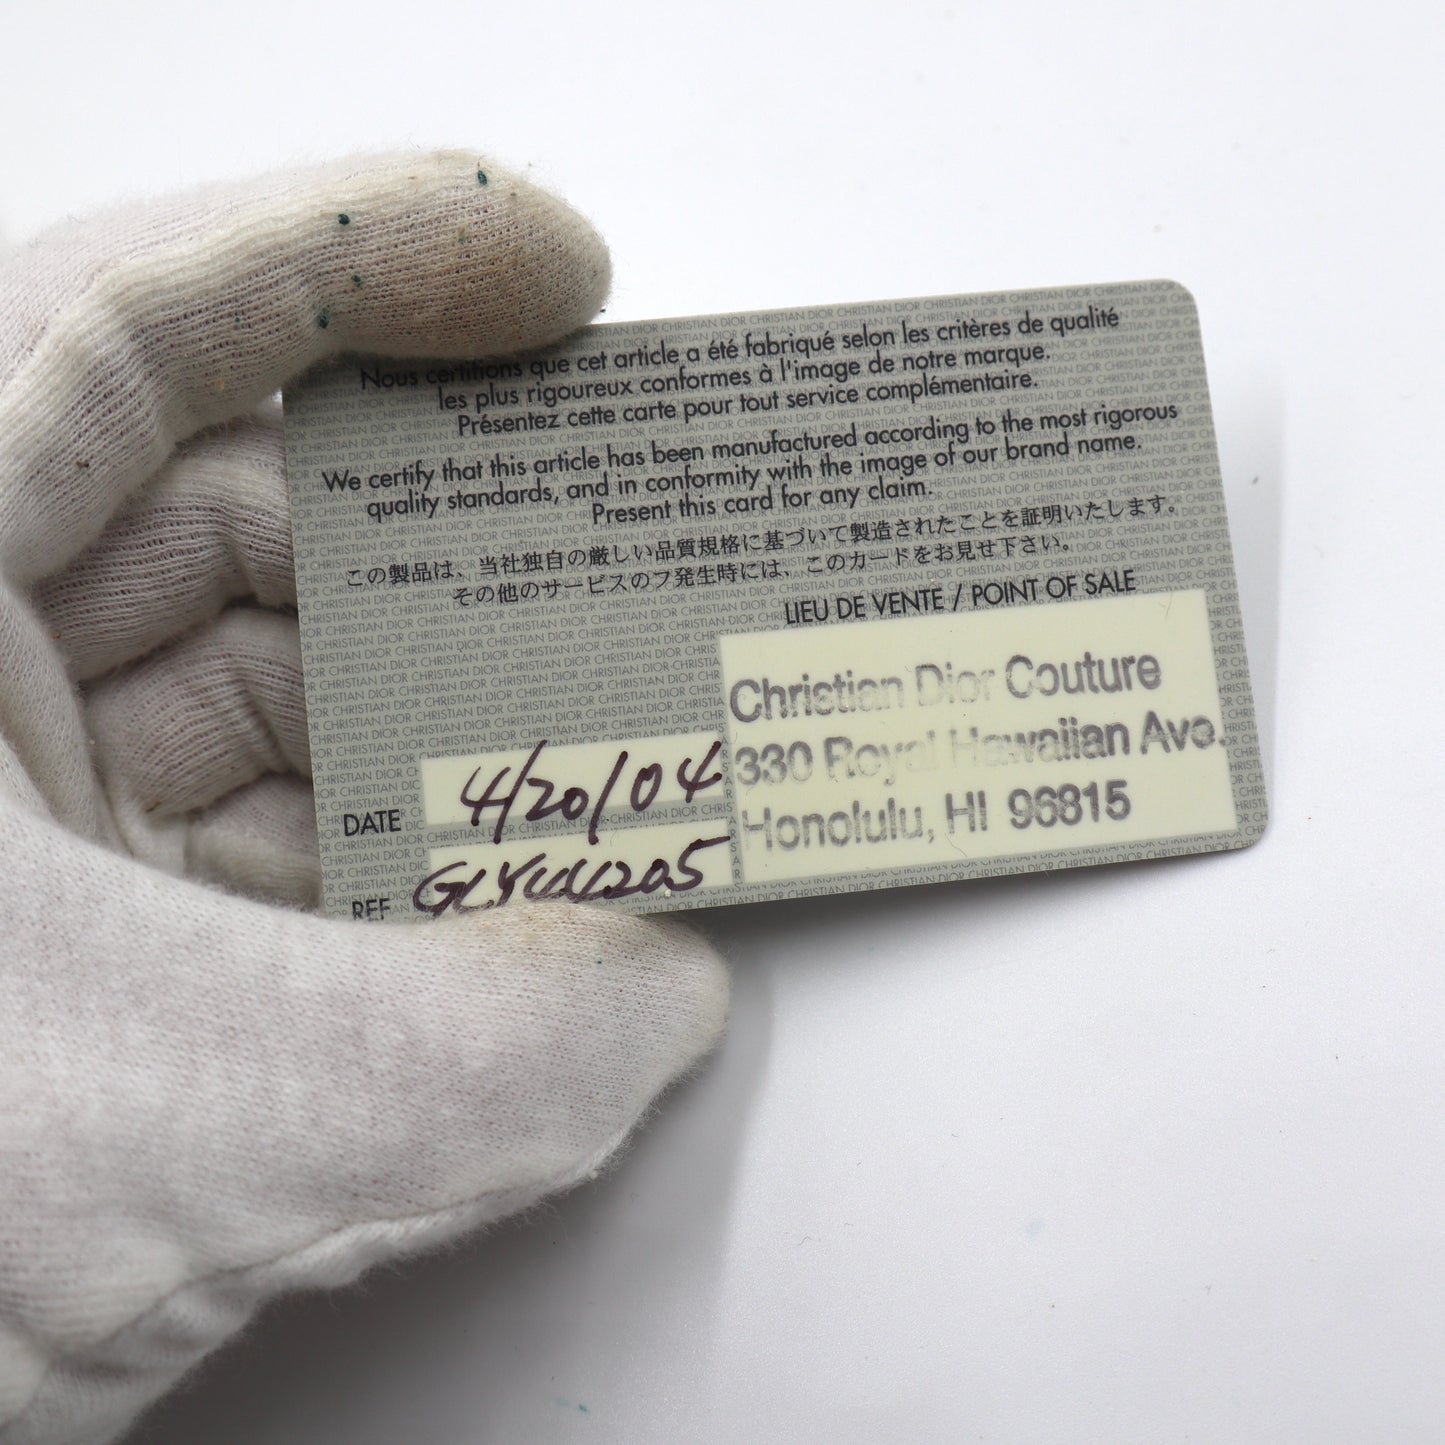 Nous certifions que cet article a été fabriqué selon les critères de qualité
les plus rigoureux conformes à l'image de notre marque.
Présentez cette carte pour tout service complémentaire.
We certify that this article has been manufactured according to the most rigorous
quality standards, and in conformity with the image of our brand name.
Present this card for any claim.
この製品は、当社独自の厳しい品質規格に基づいて製造されたことを証明いたします。
その他のサービスのフ発生時には、このカードをお見せ下さい。
LIEU DE VENTE / POINT OF SALE
Christian Dior Couture
330 Royal Hawaiian Ave.
Honolulu, HI 96815
DATE 4/20/04
REF